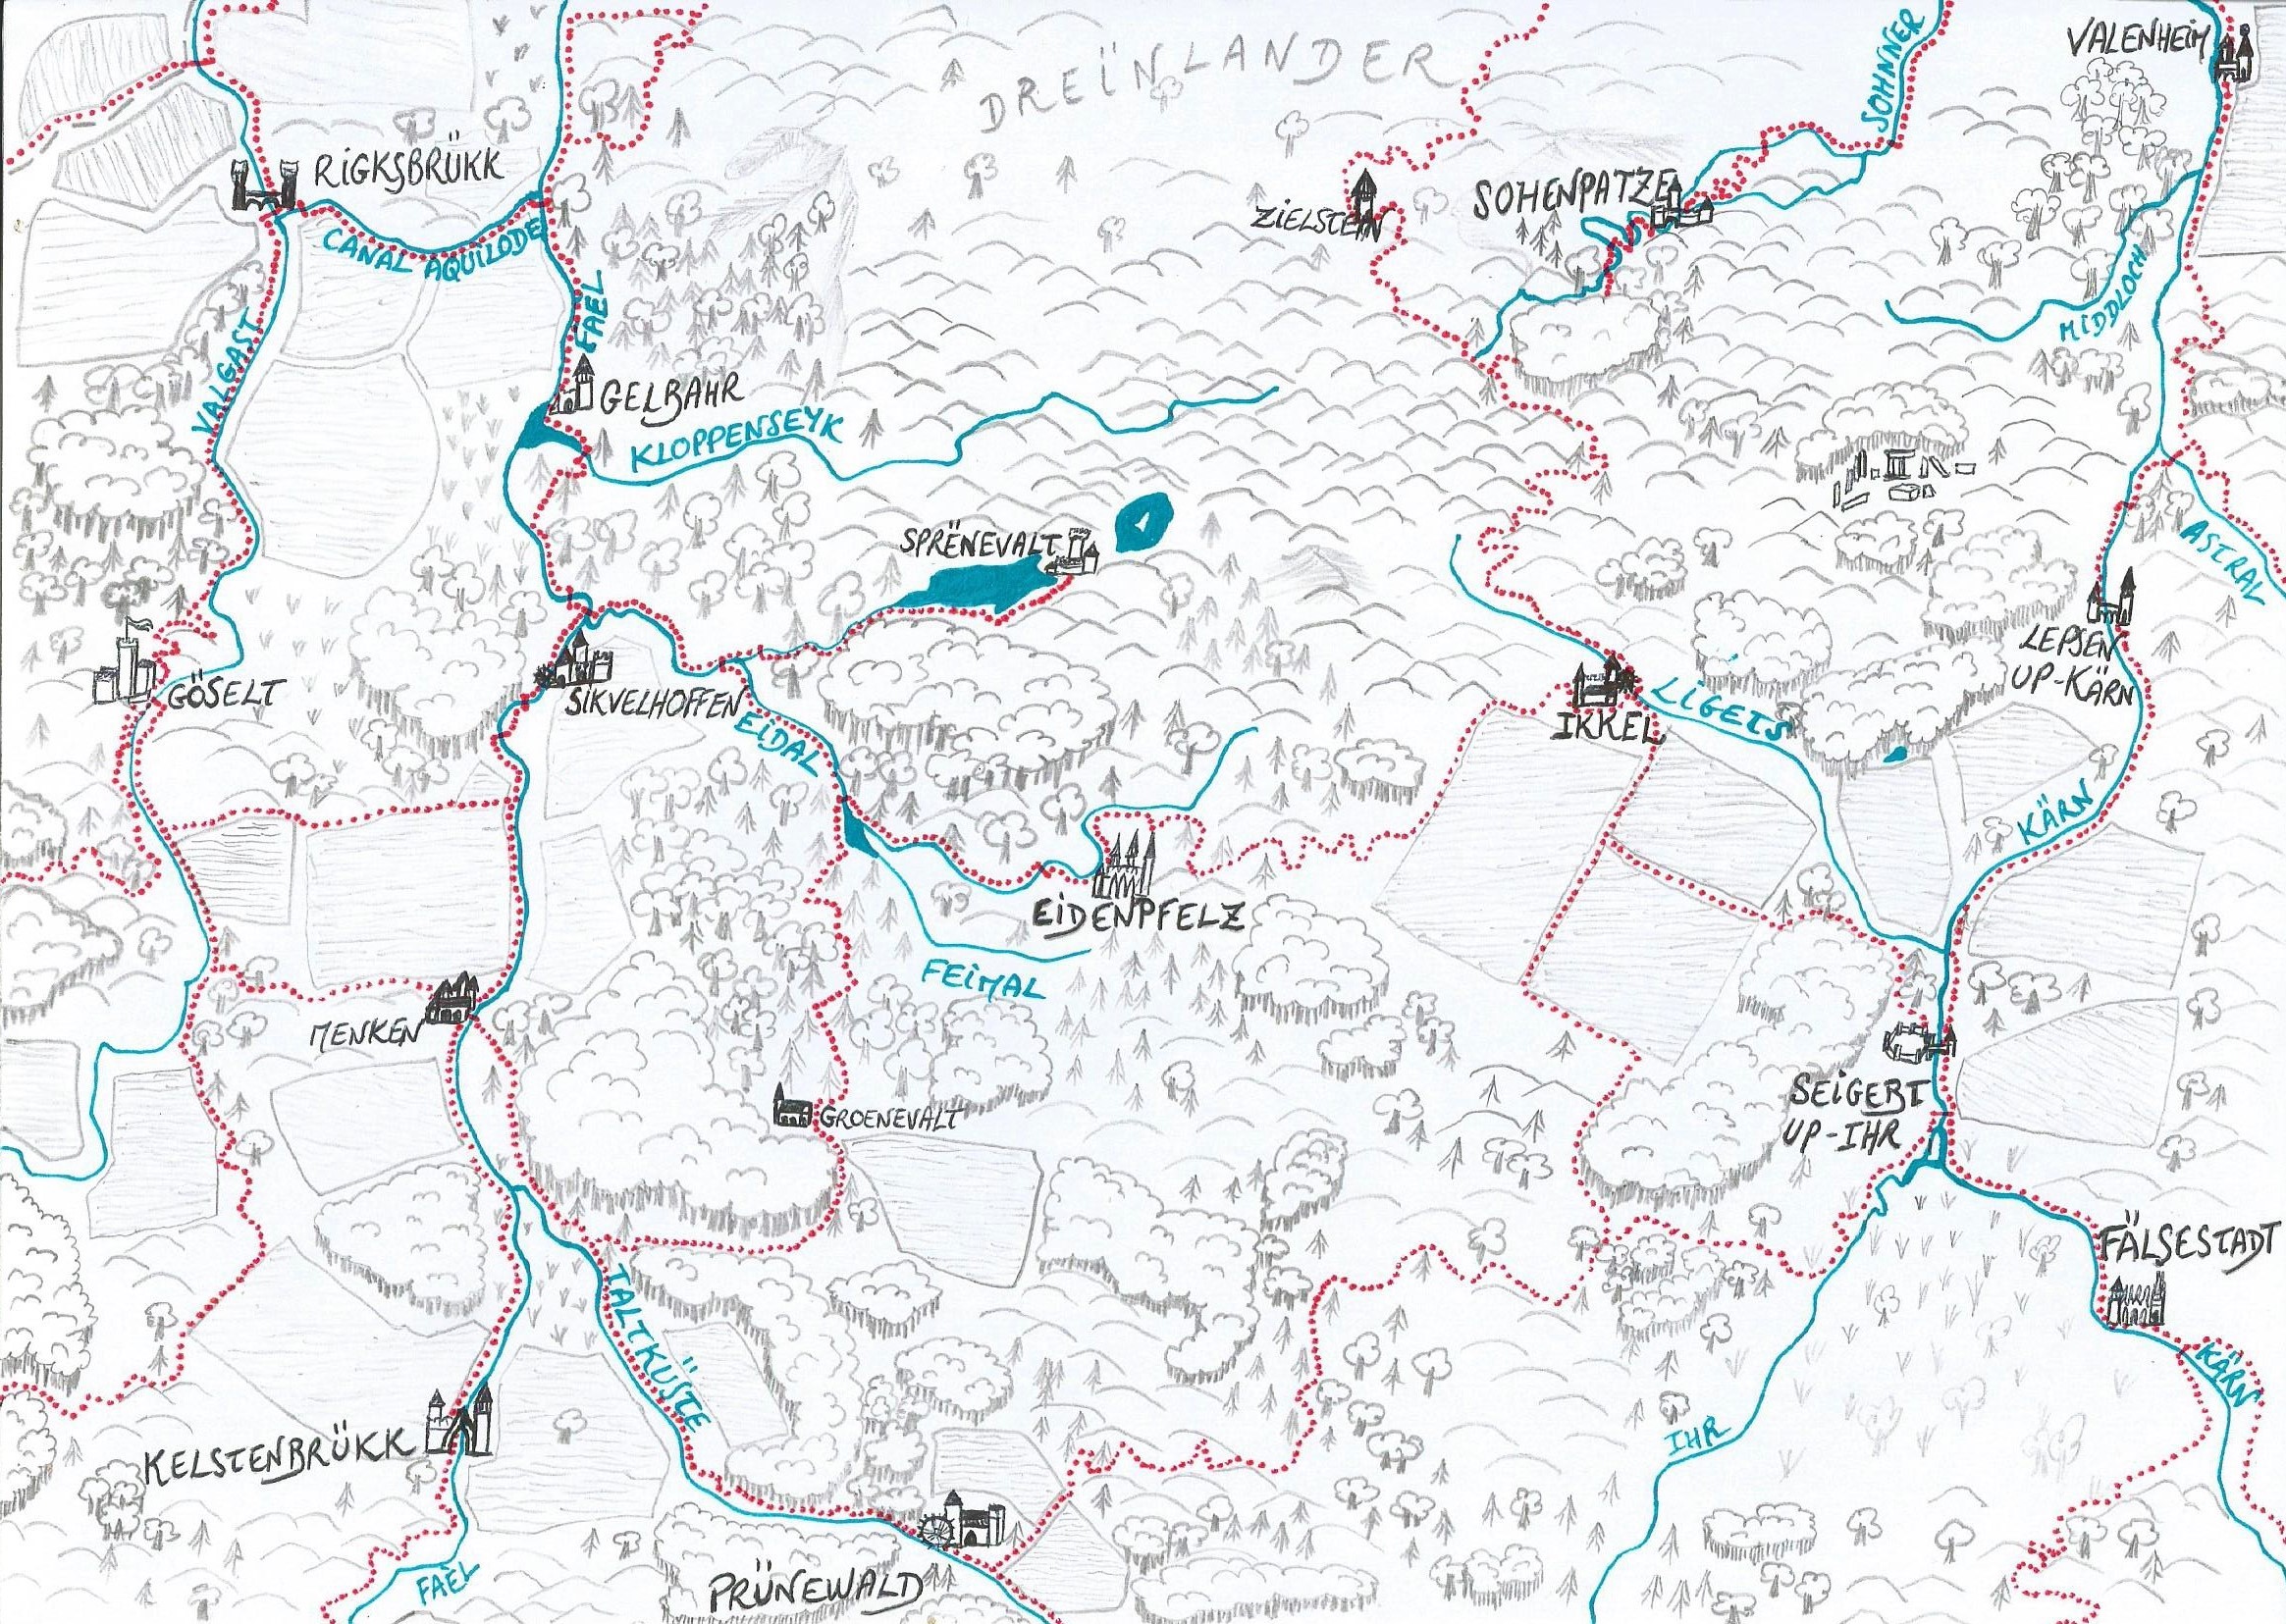 DREÏNLANDER
SOHNNER
VALENHEIM
RIGKSBRÜKK
CANAL AQUILODE
ZIELSTEIN
SOHENPATZE
MIDDLOCH
VALGAST
FAEL
GELBAHR
KLOPPENSEYK
SPRËNEVALT
ASTRAL
LEPSEN
UP-KÄRN
GÖSELT
SIKVELHOFFEN
EIDAL
IKKEL
LIGETS
KÄRN
EIDENPFELZ
FEIMAL
MENKEN
GROENEVALT
SEIGERT
UP-IHR
FÄLSESTADT
TALTKÜSTE
KÄRN
KELSTENBRÜKK
IHR
FAEL
PRÜNEWALD